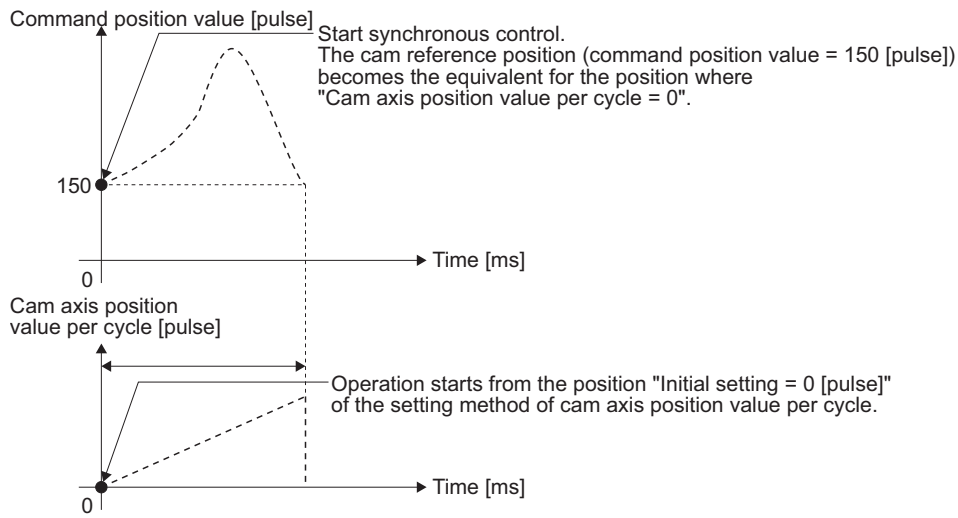 Command position value [pulse]
Start synchronous control.
The cam reference position (command position value = 150 [pulse])
becomes the equivalent for the position where
"Cam axis position value per cycle = 0".
150
0
Time [ms]
Cam axis position
value per cycle [pulse]
Operation starts from the position "Initial setting = 0 [pulse]"
of the setting method of cam axis position value per cycle.
0
Time [ms]